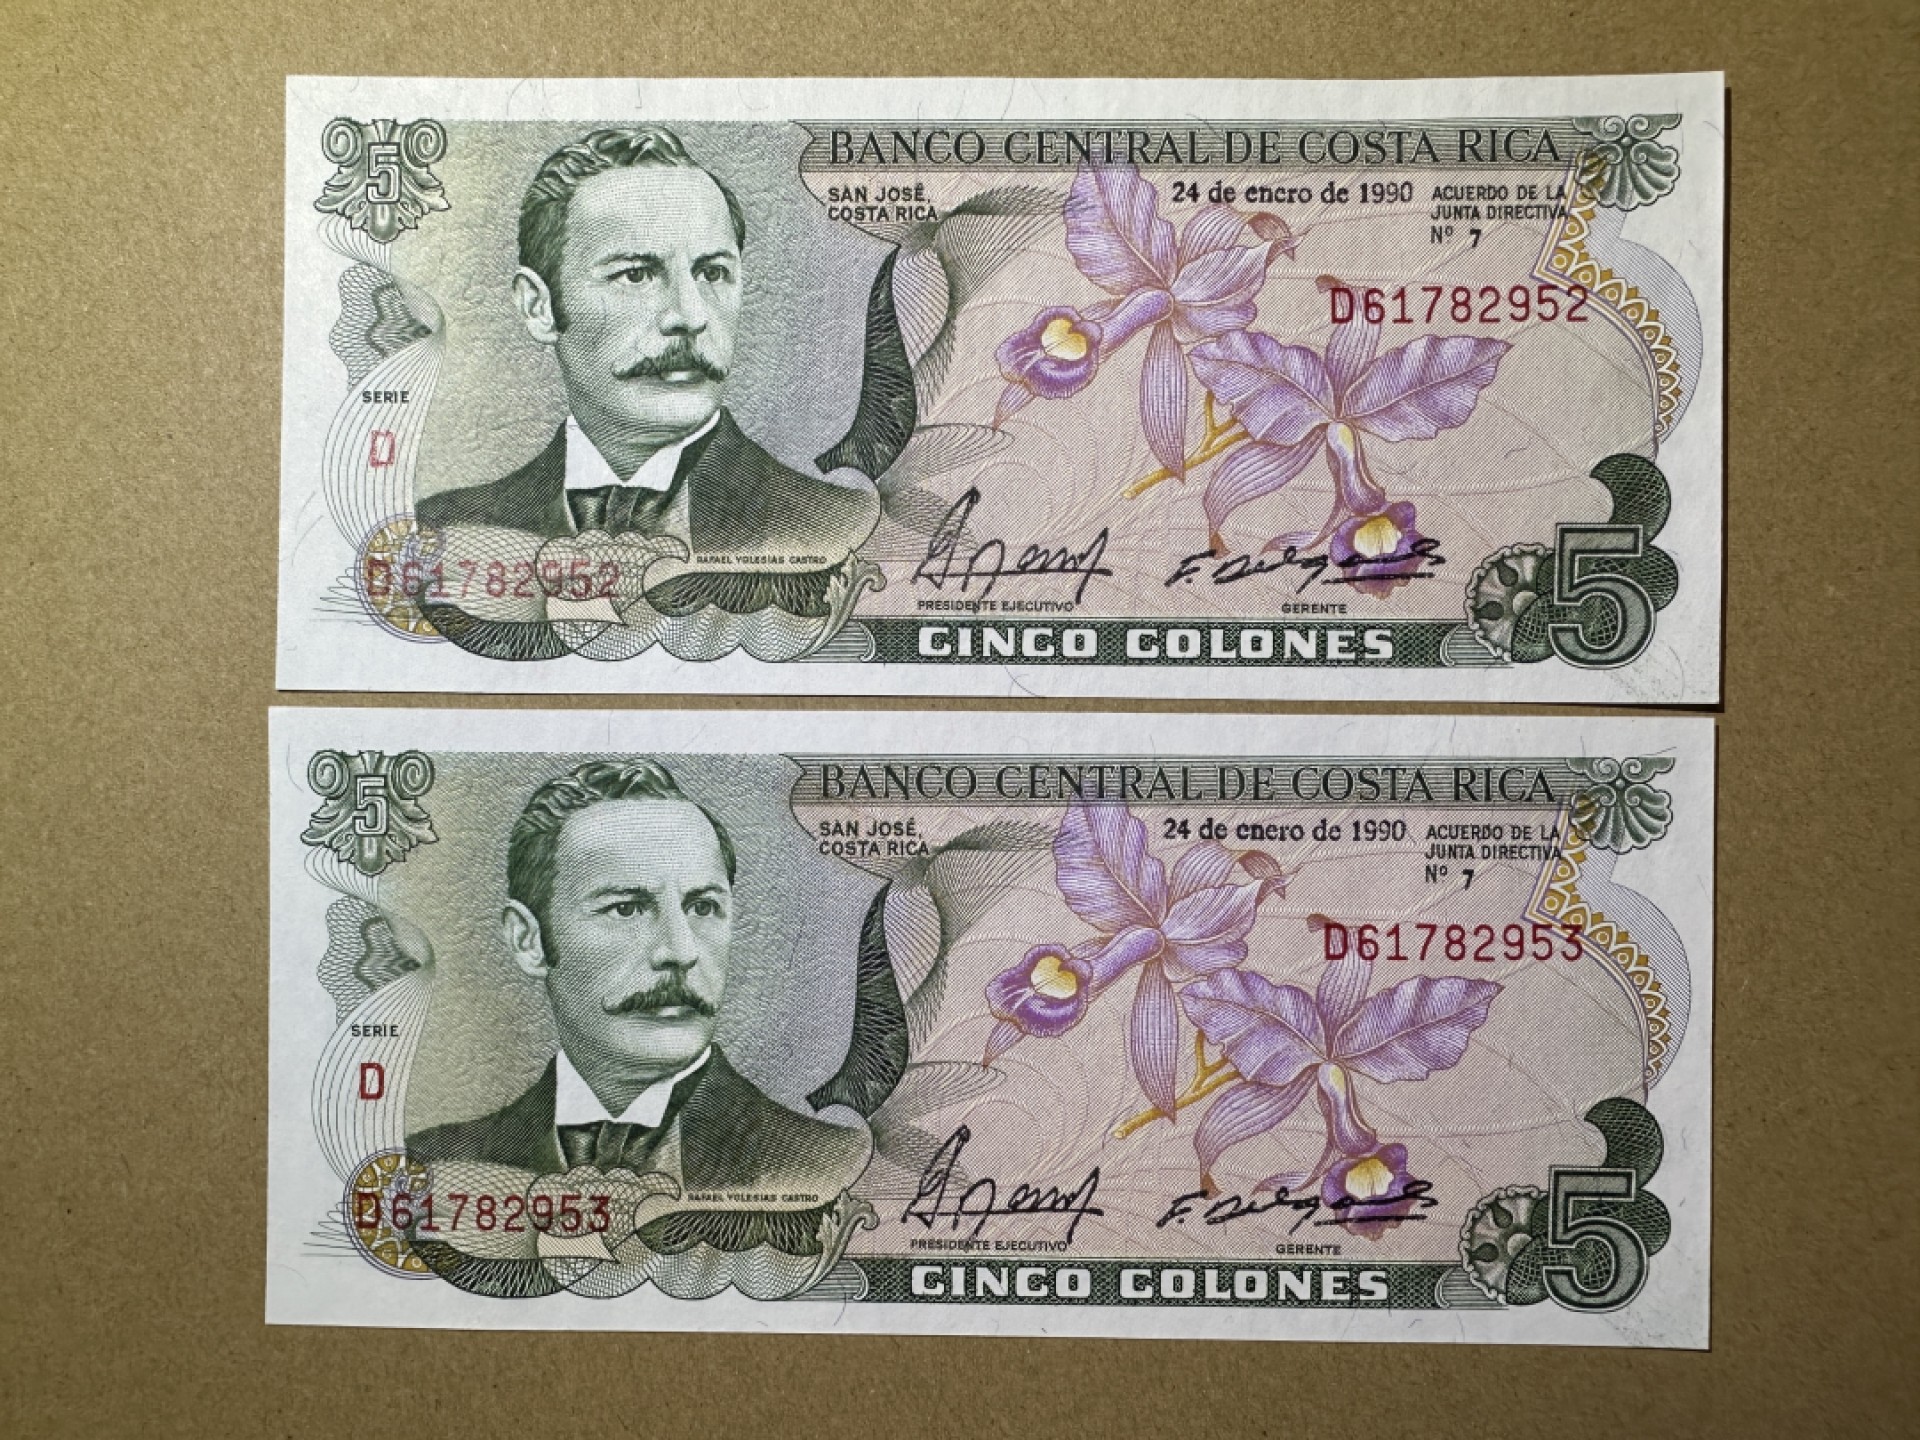 5
BANCO CENTRAL DE COSTA RICA
SAN JOSÉ,
COSTA RICA
24 de enero de 1990
ACUERDO DE LA
JUNTA DIRECTIVA
Nº 7
D61782952
SERIE
D
RAFAEL YGLESIAS CASTRO
D61782952
PRESIDENTE EJECUTIVO
GERENTE
CINCO COLONES
5
5
BANCO CENTRAL DE COSTA RICA
SAN JOSÉ,
COSTA RICA
24 de enero de 1990
ACUERDO DE LA
JUNTA DIRECTIVA
Nº 7
D61782953
SERIE
D
RAFAEL YGLESIAS CASTRO
D61782953
PRESIDENTE EJECUTIVO
GERENTE
CINCO COLONES
5